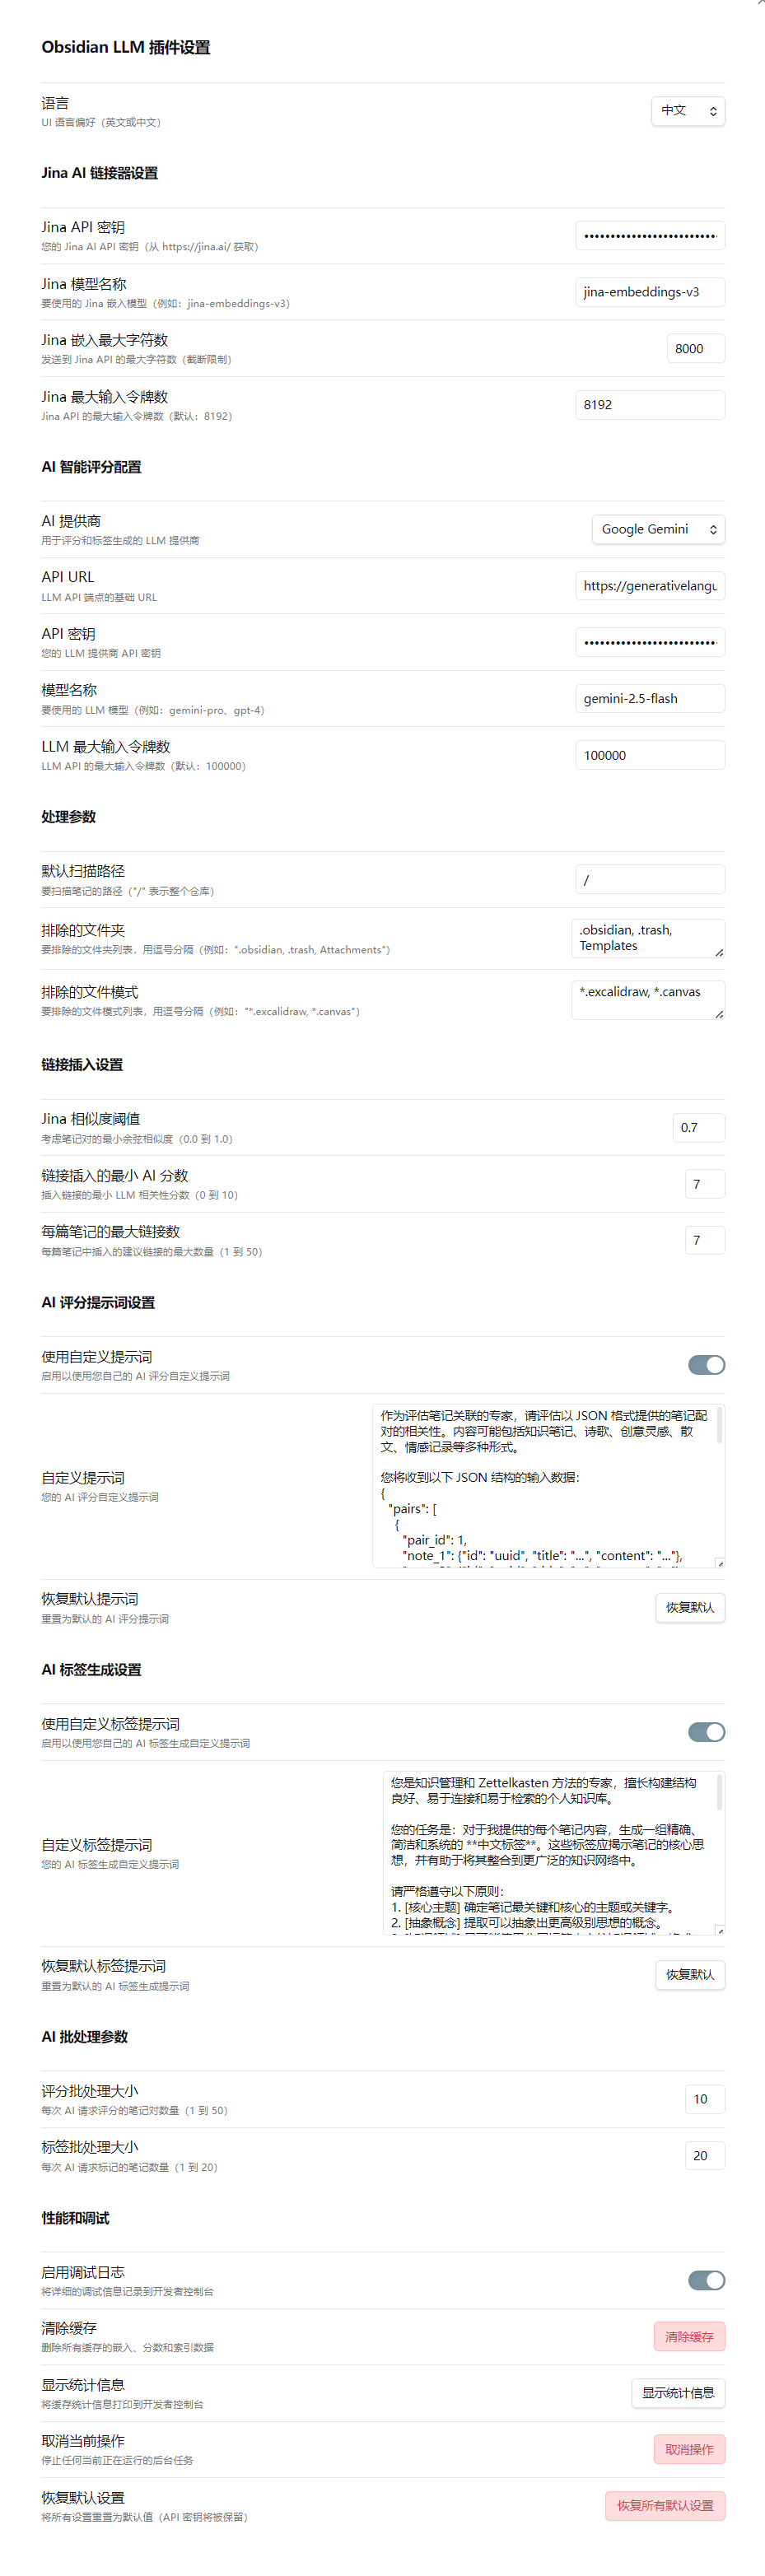 Obsidian LLM 插件设置
语言
UI 语言偏好（英文或中文）
中文
Jina AI 链接器设置
Jina API 密钥
您的 Jina AI API 密钥（从 https://jina.ai/ 获取）
••••••••••••••••••••••••••
Jina 模型名称
要使用的 Jina 嵌入模型（例如：jina-embeddings-v3）
jina-embeddings-v3
Jina 嵌入最大字符数
发送到 Jina API 的最大字符数（截断限制）
8000
Jina 最大输入令牌数
Jina API 的最大输入令牌数（默认：8192）
8192
AI 智能评分配置
AI 提供商
用于评分和标签生成的 LLM 提供商
Google Gemini
API URL
LLM API 端点的基础 URL
https://generativelangu
API 密钥
您的 LLM 提供商 API 密钥
••••••••••••••••••••••••••
模型名称
要使用的 LLM 模型（例如：gemini-pro、gpt-4）
gemini-2.5-flash
LLM 最大输入令牌数
LLM API 的最大输入令牌数（默认：100000）
100000
处理参数
默认扫描路径
要扫描笔记的路径（"/" 表示整个仓库）
/
排除的文件夹
要排除的文件夹列表，用逗号分隔（例如：".obsidian, .trash, Attachments"）
.obsidian, .trash,
Templates
排除的文件模式
要排除的文件模式列表，用逗号分隔（例如："*.excalidraw, *.canvas"）
*.excalidraw, *.canvas
链接插入设置
Jina 相似度阈值
考虑笔记对的最小余弦相似度（0.0 到 1.0）
0.7
链接插入的最小 AI 分数
插入链接的最小 LLM 相关性分数（0 到 10）
7
每篇笔记的最大链接数
每篇笔记中插入的建议链接的最大数量（1 到 50）
7
AI 评分提示词设置
使用自定义提示词
启用以使用您自己的 AI 评分自定义提示词
自定义提示词
您的 AI 评分自定义提示词
作为评估笔记关联的专家，请评估以 JSON 格式提供的笔记配
对的相关性。内容可能包括知识笔记、诗歌、创意灵感、散
文、情感记录等多种形式。
您将收到以下 JSON 结构的输入数据：
{
"pairs": [
{
"pair_id": 1,
"note_1": {"id": "uuid", "title": "...", "content": "..."},
恢复默认提示词
重置为默认的 AI 评分提示词
恢复默认
AI 标签生成设置
使用自定义标签提示词
启用以使用您自己的 AI 标签生成自定义提示词
自定义标签提示词
您的 AI 标签生成自定义提示词
您是知识管理和 Zettelkasten 方法的专家，擅长构建结构
良好、易于连接和易于检索的个人知识库。
您的任务是：对于我提供的每个笔记内容，生成一组精确、
简洁和系统的 **中文标签**。这些标签应揭示笔记的核心思
想，并有助于将其整合到更广泛的知识网络中。
请严格遵守以下原则：
1. [核心主题] 确定笔记最关键和核心的主题或关键字。
2. [抽象概念] 提取可以抽象出更高级别思想的概念。
恢复默认标签提示词
重置为默认的 AI 标签生成提示词
恢复默认
AI 批处理参数
评分批处理大小
每次 AI 请求评分的笔记对数量（1 到 50）
10
标签批处理大小
每次 AI 请求标记的笔记数量（1 到 20）
20
性能和调试
启用调试日志
将详细的调试信息记录到开发者控制台
清除缓存
删除所有缓存的嵌入、分数和索引数据
清除缓存
显示统计信息
将缓存统计信息打印到开发者控制台
显示统计信息
取消当前操作
停止任何当前正在运行的后台任务
取消操作
恢复默认设置
将所有设置重置为默认值（API 密钥将被保留）
恢复所有默认设置